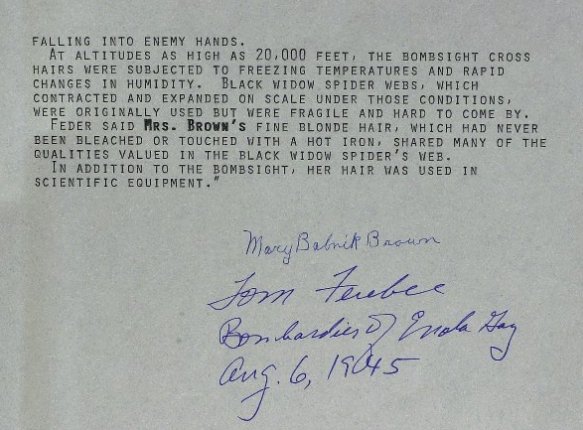 FALLING INTO ENEMY HANDS.
AT ALTITUDES AS HIGH AS 20,000 FEET, THE BOMBSIGHT CROSS
HAIRS WERE SUBJECTED TO FREEZING TEMPERATURES AND RAPID
CHANGES IN HUMIDITY. BLACK WIDOW SPIDER WEBS, WHICH
CONTRACTED AND EXPANDED ON SCALE UNDER THOSE CONDITIONS,
WERE ORIGINALLY USED BUT WERE FRAGILE AND HARD TO COME BY.
FEDER SAID MRS. BROWN'S FINE BLONDE HAIR, WHICH HAD NEVER
BEEN BLEACHED OR TOUCHED WITH A HOT IRON, SHARED MANY OF THE
QUALITIES VALUED IN THE BLACK WIDOW SPIDER'S WEB.
IN ADDITION TO THE BOMBSIGHT, HER HAIR WAS USED IN
SCIENTIFIC EQUIPMENT."
Mary Babnik Brown
Tom Ferebee
Bombardier of Enola Gay
Aug. 6, 1945